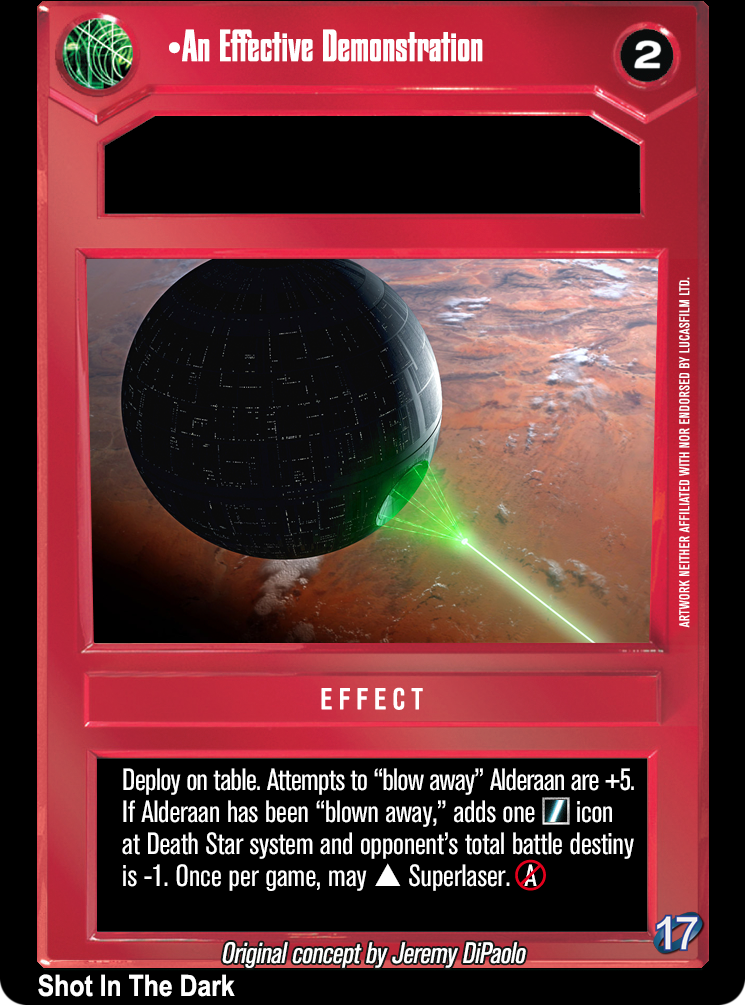 •An Effective Demonstration
2
ARTWORK NEITHER AFFILIATED WITH NOR ENDORSED BY LUCASFILM LTD.
EFFECT
Deploy on table. Attempts to “blow away” Alderaan are +5.
If Alderaan has been “blown away,” adds one icon
at Death Star system and opponent’s total battle destiny
is -1. Once per game, may ▲ Superlaser. A
17
Original concept by Jeremy DiPaolo
Shot In The Dark